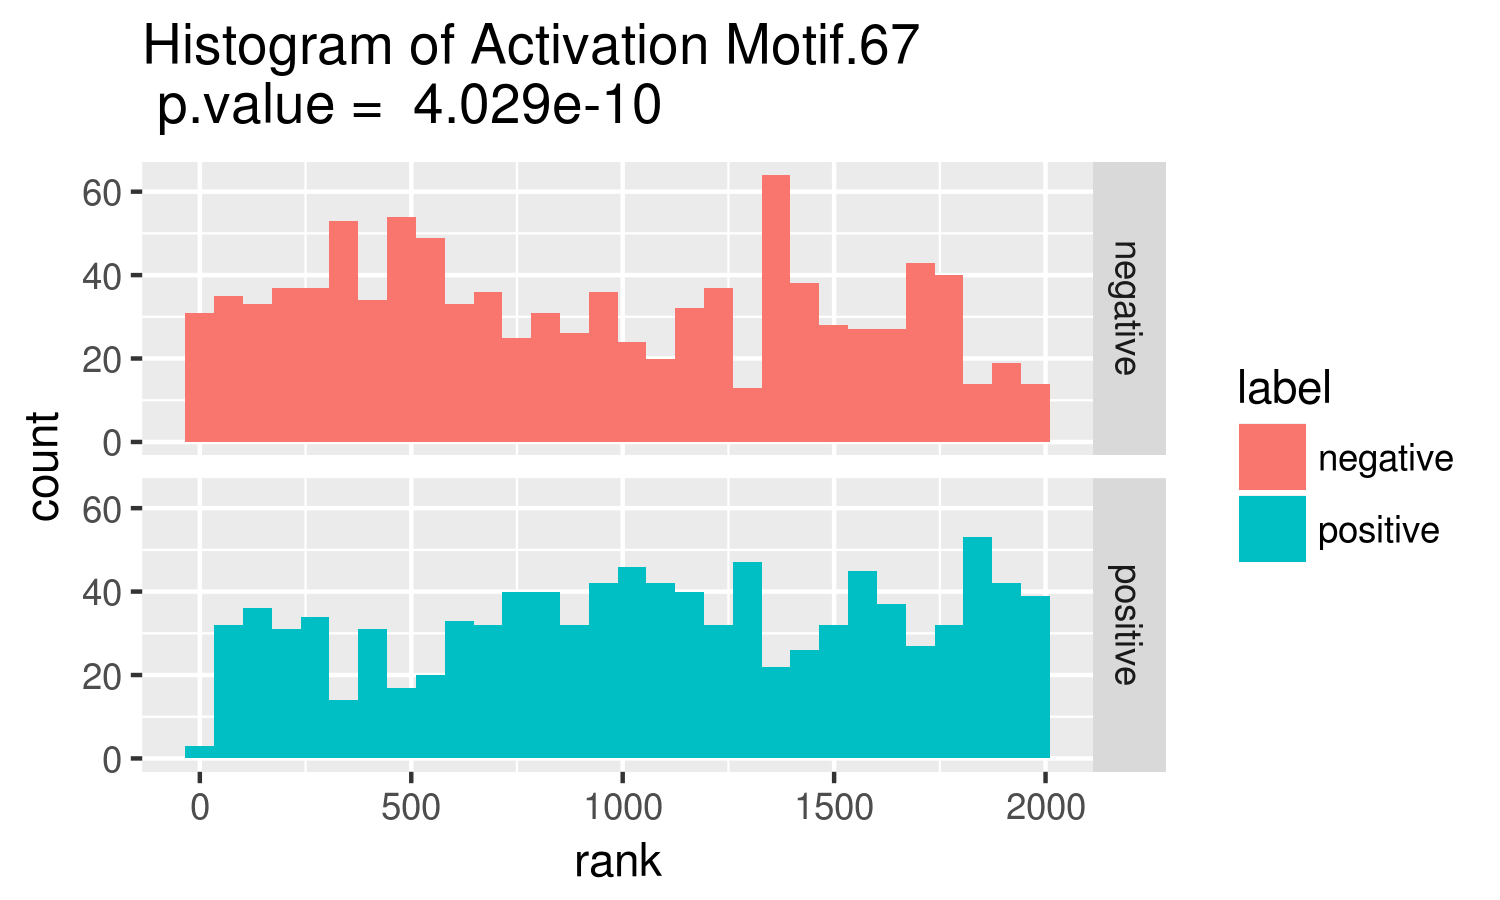 Histogram of Activation Motif.67
p.value =  4.029e-10
60
40
20
0
negative
60
40
20
0
positive
count
0 500 1000 1500 2000
rank
label
negative
positive